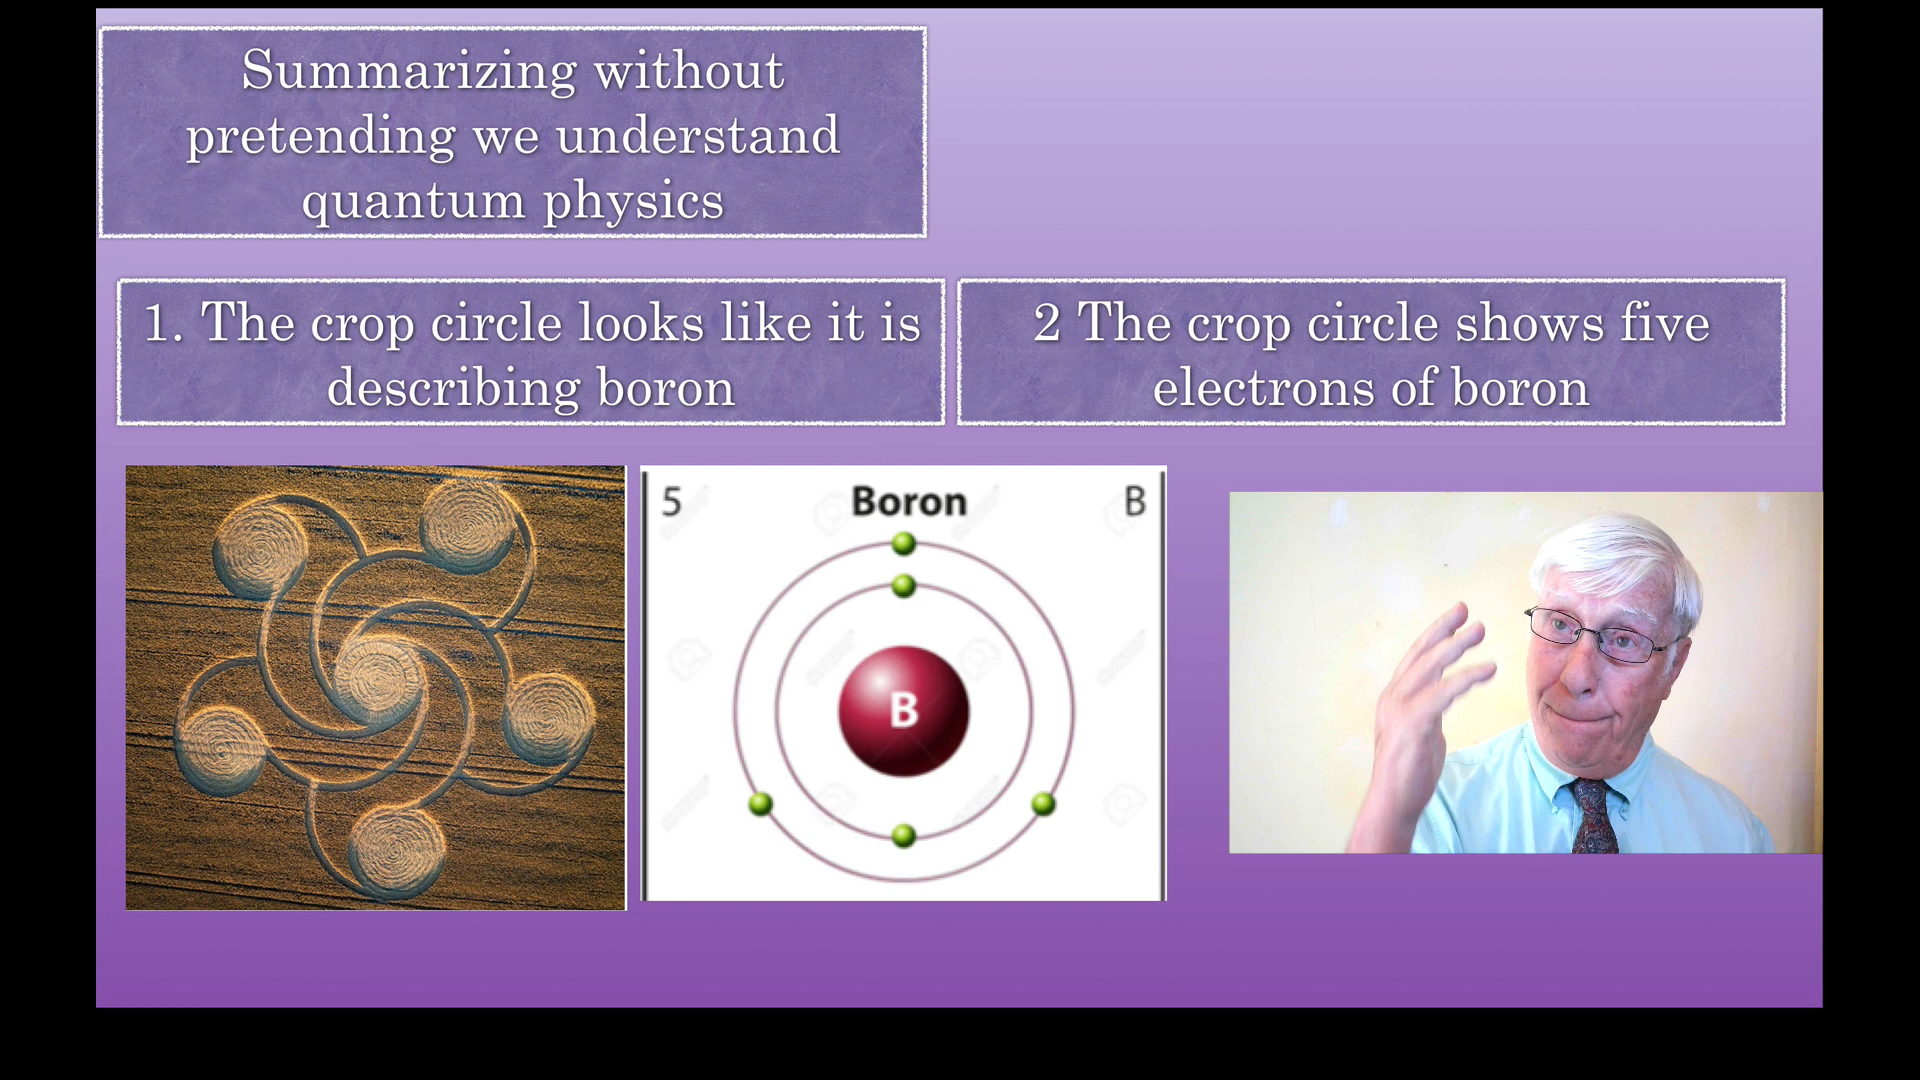 Summarizing without
pretending we understand
quantum physics
1. The crop circle looks like it is
describing boron
2 The crop circle shows five
electrons of boron
5 Boron B
B